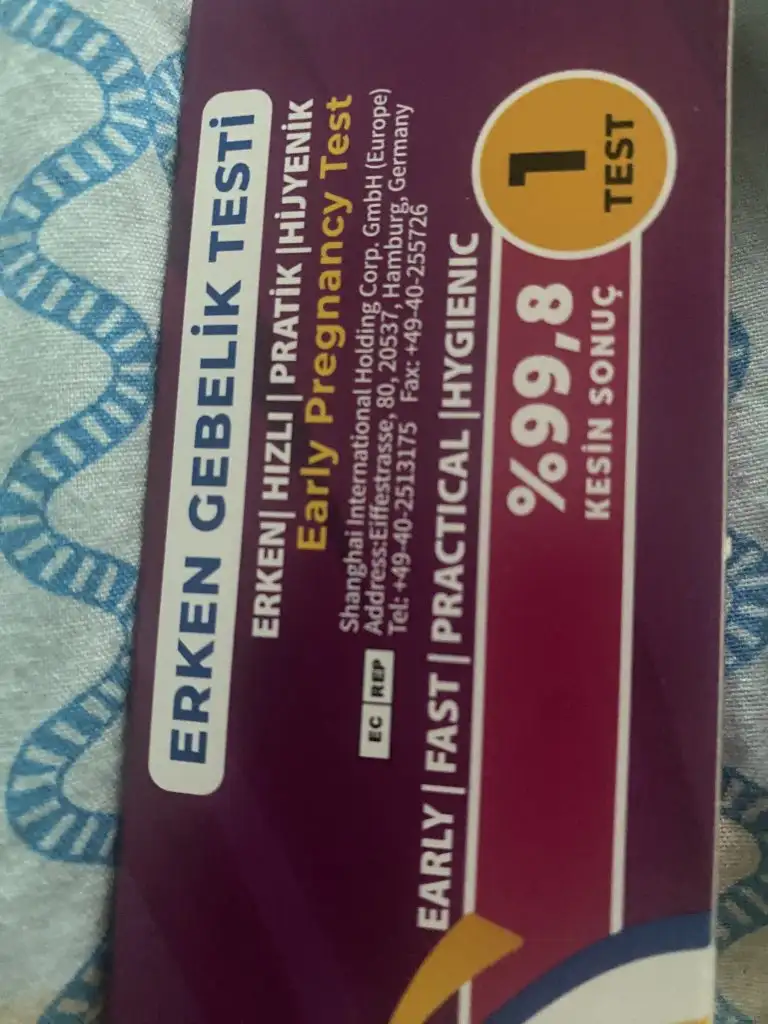 ERKEN GEBELİK TESTİ
ERKEN| HIZLI | PRATİK |HİJYENİK
Early Pregnancy Test
EC REP
Shanghai International Holding Corp. GmbH (Europe)
Address:Eiffestrasse, 80, 20537, Hamburg, Germany
Tel: +49-40-2513175 Fax: +49-40-255726
EARLY | FAST | PRACTICAL |HYGIENIC
1
TEST
%99,8
KESİN SONUÇ